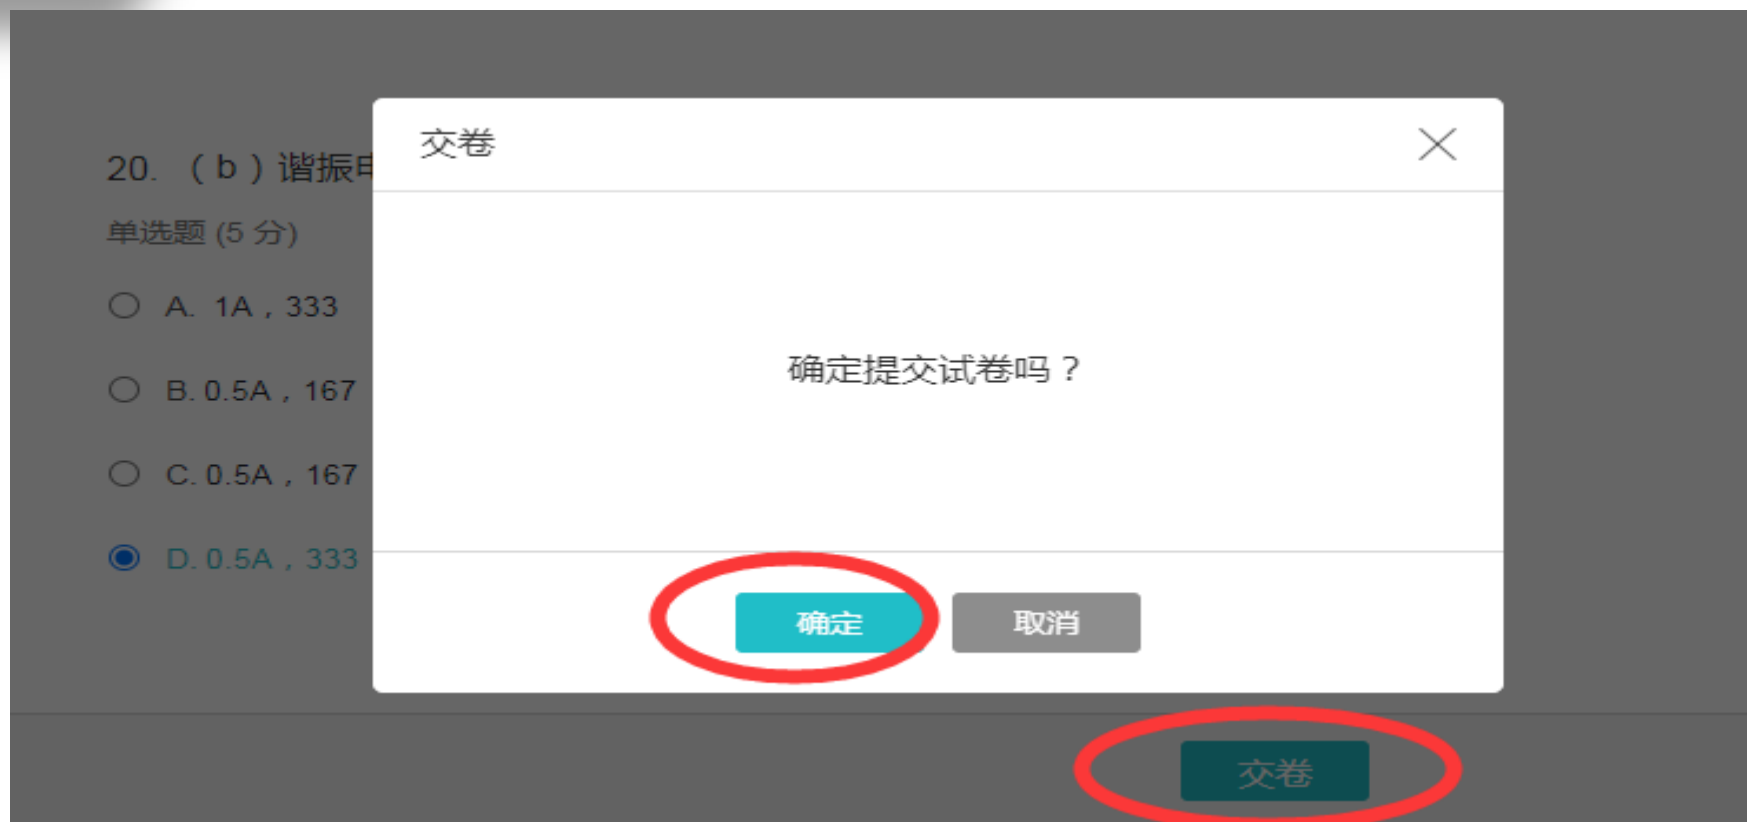 交卷
20. （b）谐振电
单选题 (5 分)
A. 1A，333
B. 0.5A，167
确定提交试卷吗？
C. 0.5A，167
D. 0.5A，333
确定
取消
交卷